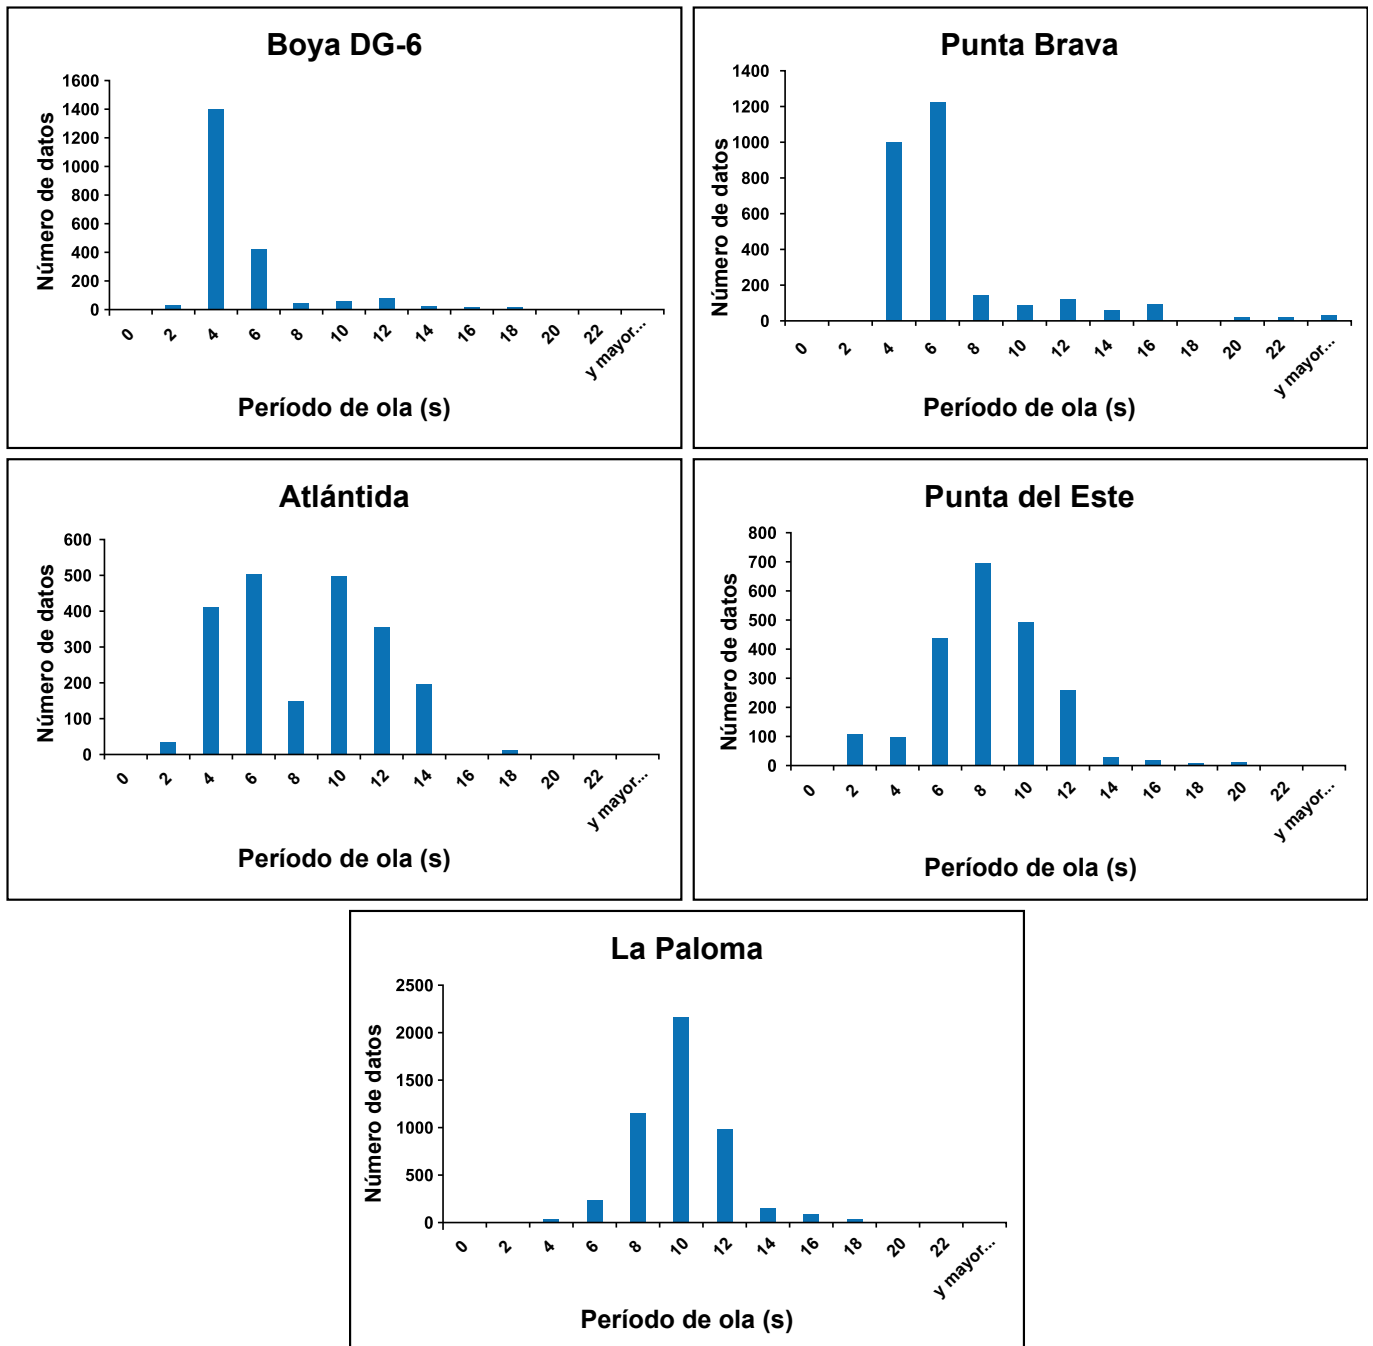 Boya DG-6
Número de datos
1600
1400
1200
1000
800
600
400
200
0
0 2 4 6 8 10 12 14 16 18 20 22 y mayor...
Período de ola (s)
Punta Brava
Número de datos
1400
1200
1000
800
600
400
200
0
0 2 4 6 8 10 12 14 16 18 20 22 y mayor...
Período de ola (s)
Atlántida
Número de datos
600
500
400
300
200
100
0
0 2 4 6 8 10 12 14 16 18 20 22 y mayor...
Período de ola (s)
Punta del Este
Número de datos
800
700
600
500
400
300
200
100
0
0 2 4 6 8 10 12 14 16 18 20 22 y mayor...
Período de ola (s)
La Paloma
Número de datos
2500
2000
1500
1000
500
0
0 2 4 6 8 10 12 14 16 18 20 22 y mayor...
Período de ola (s)